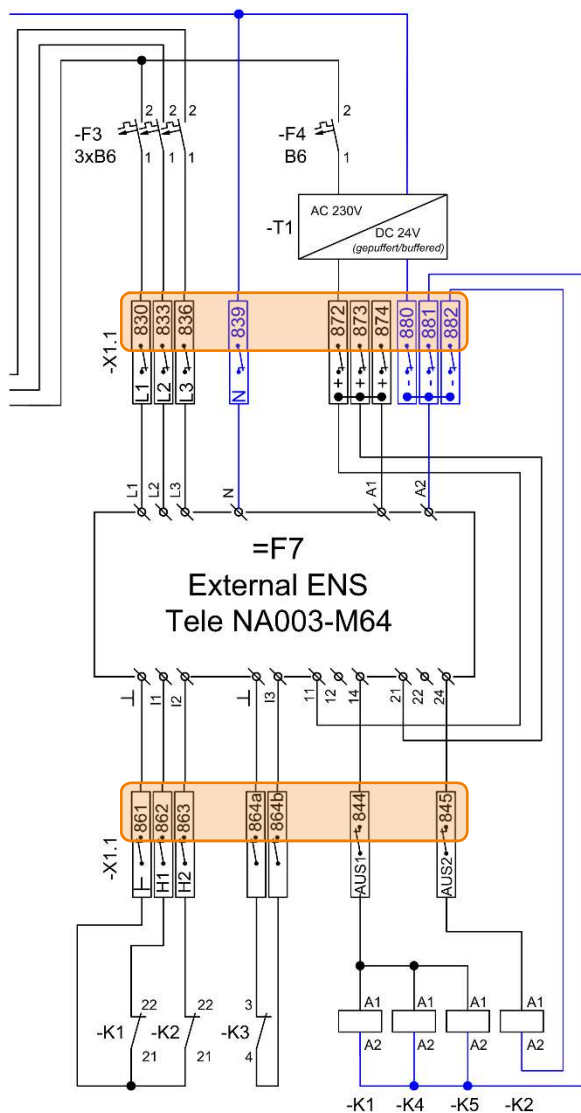 2 2 2
-F3
3xB6
1 1 1
2
-F4
B6
1
-T1
AC 230V
DC 24V
(gepuffert/buffered)
-X1.1
830 833 836 839 872 873 874 880 881 882
L1 L2 L3 N + + + - - -
L1 L2 L3 N A1 A2
=F7
External ENS
Tele NA003-M64
⊥ I1 I2 ⊥ I3 11 12 14 21 22 24
-X1.1
861 862 863 864a 864b 844 845
⊥ H1 H2 AUS1 AUS2
22 22 3 A1 A1 A1 A1
-K1 -K2 -K3
21 21 4 A2 A2 A2 A2
-K1 -K4 -K5 -K2